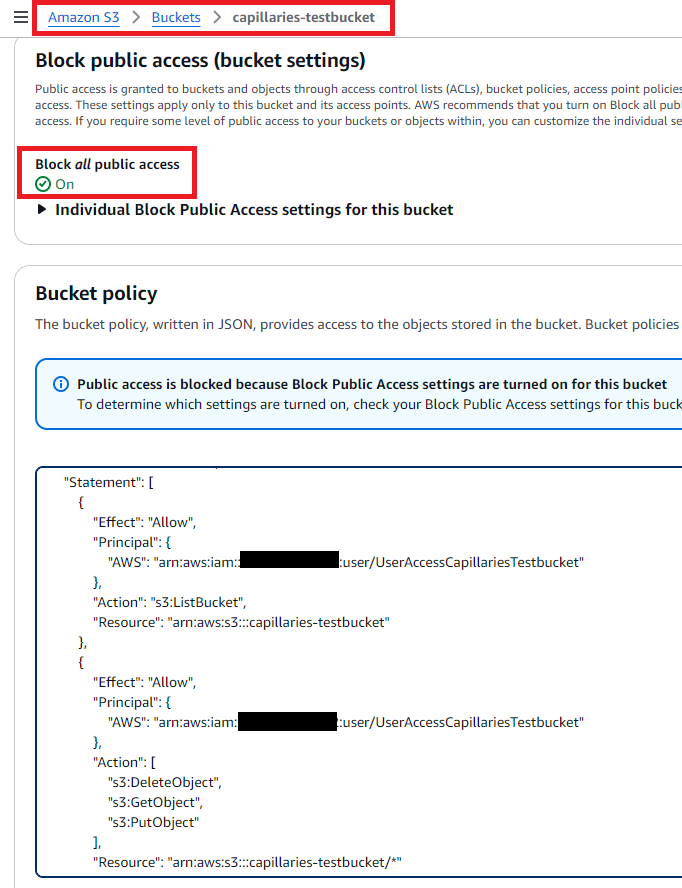 Amazon S3 > Buckets > capillaries-testbucket
Block public access (bucket settings)
Public access is granted to buckets and objects through access control lists (ACLs), bucket policies, access point policies
access. These settings apply only to this bucket and its access points. AWS recommends that you turn on Block all pub
access. If you require some level of public access to your buckets or objects within, you can customize the individual se
Block all public access
On
Individual Block Public Access settings for this bucket
Bucket policy
The bucket policy, written in JSON, provides access to the objects stored in the bucket. Bucket policies
Public access is blocked because Block Public Access settings are turned on for this bucket
To determine which settings are turned on, check your Block Public Access settings for this buck
"Statement": [
{
"Effect": "Allow",
"Principal": {
"AWS": "arn:aws:iam:: :user/UserAccessCapillariesTestbucket"
},
"Action": "s3:ListBucket",
"Resource": "arn:aws:s3:::capillaries-testbucket"
},
{
"Effect": "Allow",
"Principal": {
"AWS": "arn:aws:iam: :user/UserAccessCapillariesTestbucket"
},
"Action": [
"s3:DeleteObject",
"s3:GetObject",
"s3:PutObject"
],
"Resource": "arn:aws:s3:::capillaries-testbucket/*"